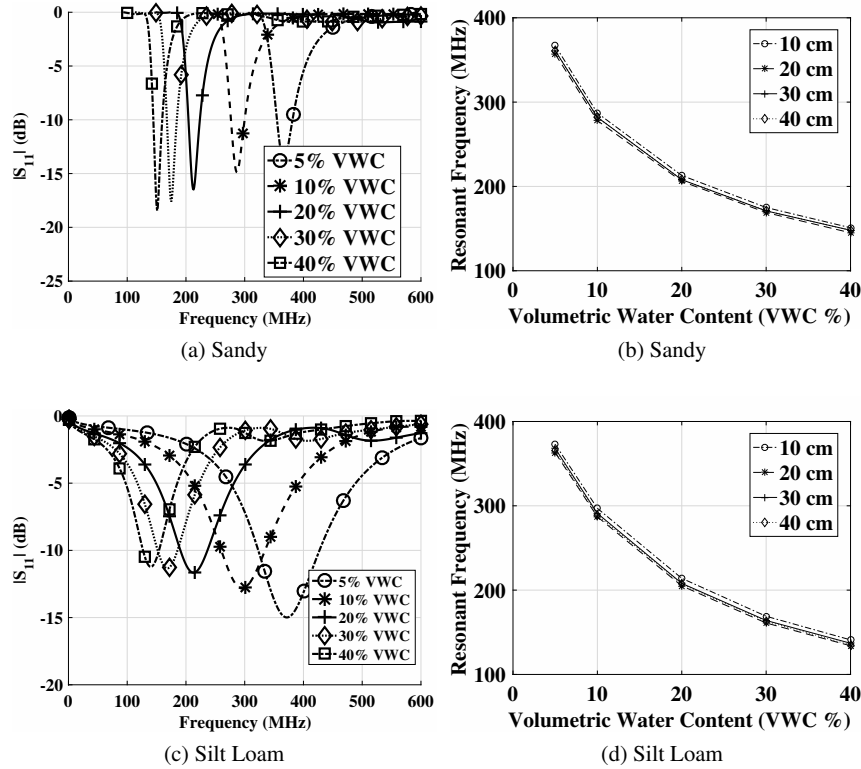 0
-5
-10
-15
-20
-25
|S11| (dB)
0 100 200 300 400 500 600
Frequency (MHz)
5% VWC
10% VWC
20% VWC
30% VWC
40% VWC
(a) Sandy
400
300
200
100
Resonant Frequency (MHz)
0 10 20 30 40
Volumetric Water Content (VWC %)
10 cm
20 cm
30 cm
40 cm
(b) Sandy
0
-5
-10
-15
-20
|S11| (dB)
0 100 200 300 400 500 600
Frequency (MHz)
5% VWC
10% VWC
20% VWC
30% VWC
40% VWC
(c) Silt Loam
400
300
200
100
Resonant Frequency (MHz)
0 10 20 30 40
Volumetric Water Content (VWC %)
10 cm
20 cm
30 cm
40 cm
(d) Silt Loam